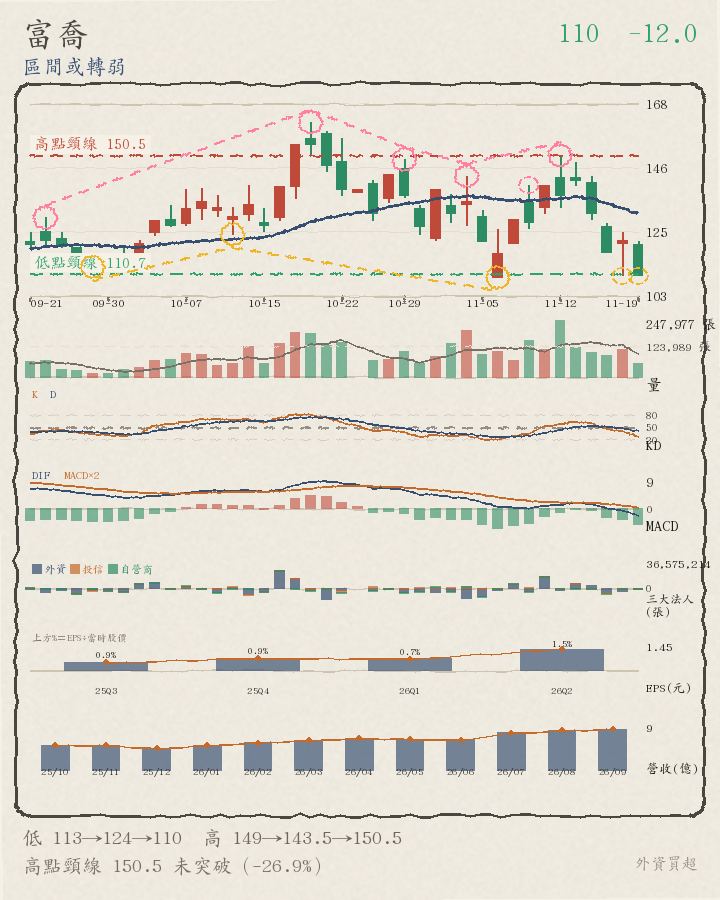 富喬
110 -12.0
區間或轉弱
168
高點頸線 150.5
146
125
低點頸線 110.7
103
09-21 09-30 10-07 10-15 10-22 10-29 11-05 11-12 11-19
247,977 張
123,989 張
量
K D
80
50
20
KD
DIF MACD×2
9
0
MACD
36,575,214
外資 投信 自營商
0
三大法人
(張)
上方%=EPS÷當時股價
1.45
0.9% 0.9% 0.7% 1.5%
25Q3 25Q4 26Q1 26Q2
EPS(元)
9
25/10 25/11 25/12 26/01 26/02 26/03 26/04 26/05 26/06 26/07 26/08 26/09
營收(億)
低 113→124→110 高 149→143.5→150.5
高點頸線 150.5 未突破 (-26.9%)
外資買超